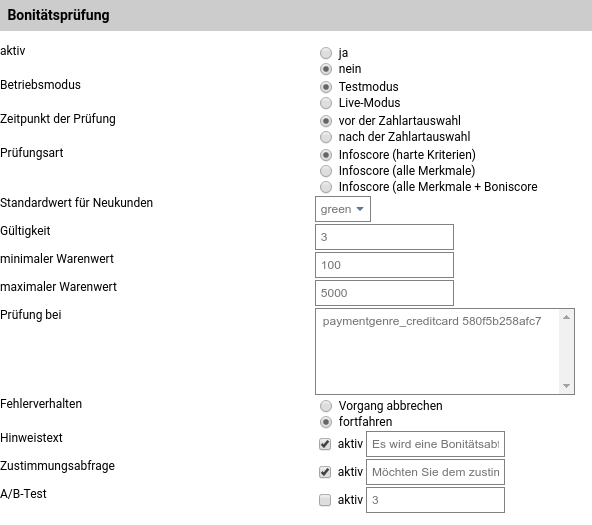 Bonitätsprüfung
aktiv
ja
nein
Betriebsmodus
Testmodus
Live-Modus
Zeitpunkt der Prüfung
vor der Zahlartauswahl
nach der Zahlartauswahl
Prüfungsart
Infoscore (harte Kriterien)
Infoscore (alle Merkmale)
Infoscore (alle Merkmale + Boniscore
Standardwert für Neukunden
green
Gültigkeit
3
minimaler Warenwert
100
maximaler Warenwert
5000
Prüfung bei
paymentgenre_creditcard 580f5b258afc7
Fehlerverhalten
Vorgang abbrechen
fortfahren
Hinweistext
aktiv Es wird eine Bonitätsabf
Zustimmungsabfrage
aktiv Möchten Sie dem zustin
A/B-Test
aktiv 3